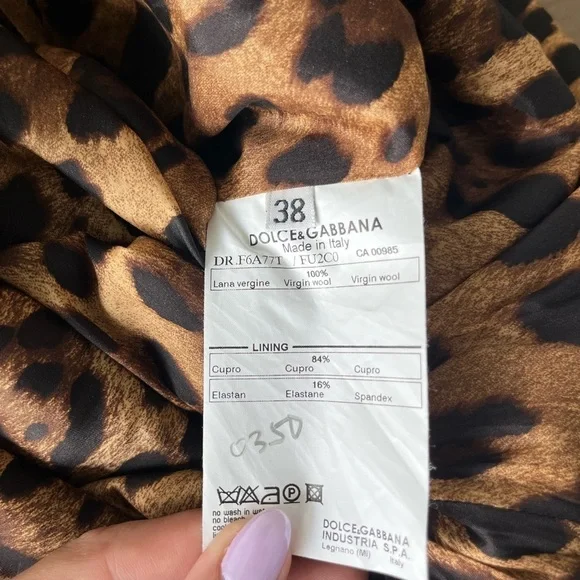 38
DOLCE&GABBANA
Made in Italy
DR.F6A77T / FU2C0 CA 00985
100%
Lana vergine Virgin wool Virgin wool
LINING
84%
Cupro Cupro Cupro
16%
Elastan Elastane Spandex
0350
A P
no wash in
no bleach
DOLCE&GABBANA
INDUSTRIA S.P.A.
Legnano (MI) Italy